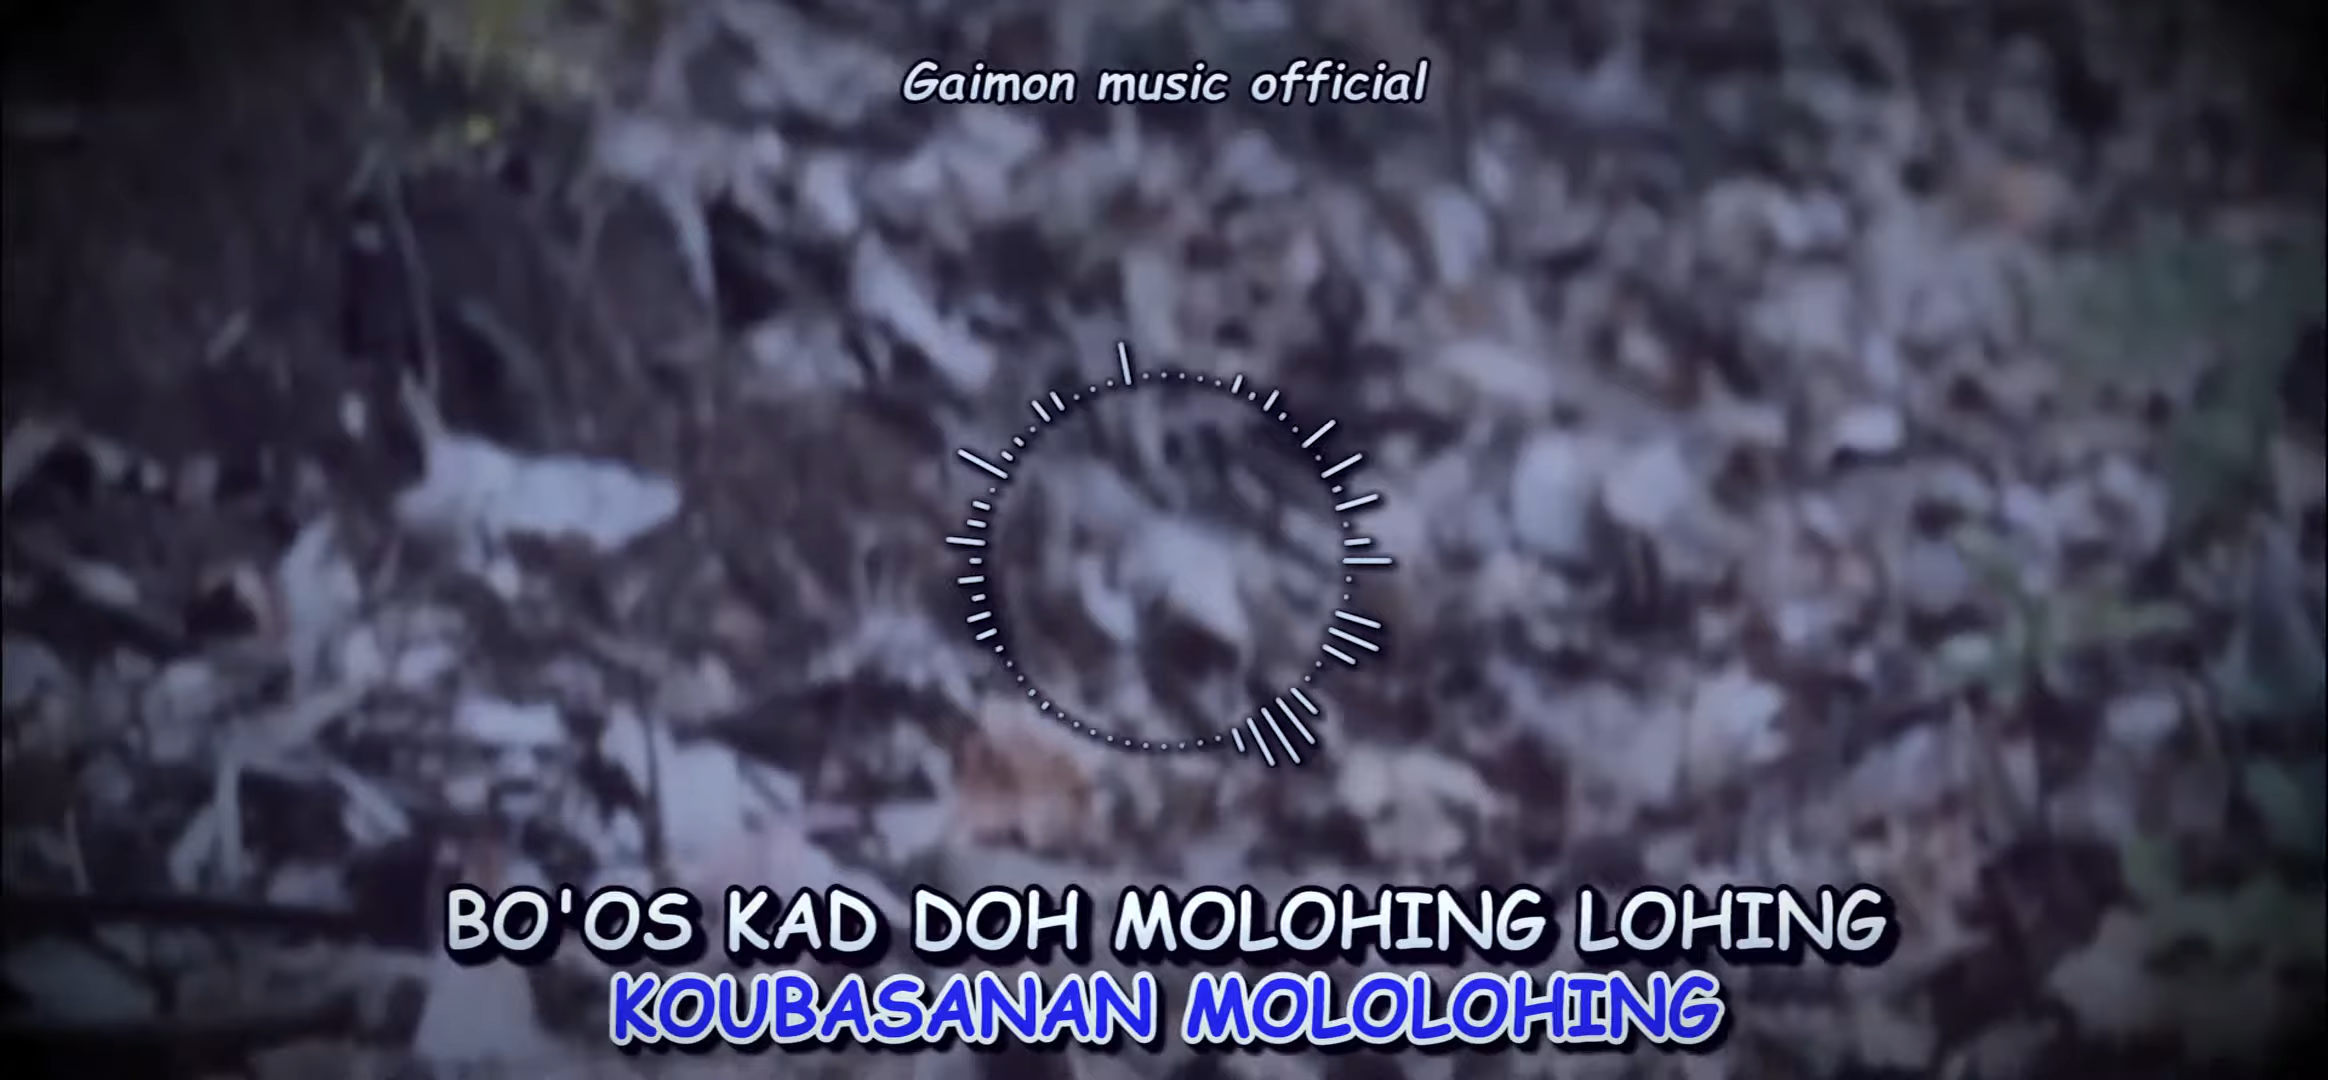 Gaimon music official
BO'OS KAD DOH MOLOHING LOHING
KOUBASANAN MOLOLOHING